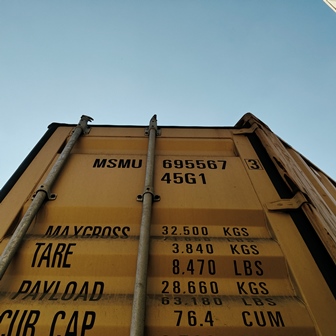 MSMU 695567 3
45G1
MAXGROSS 32.500 KGS
TARE 3.840 KGS
8.470 LBS
PAYLOAD 28.660 KGS
63.180 LBS
CUB CAP 76.4 CUM